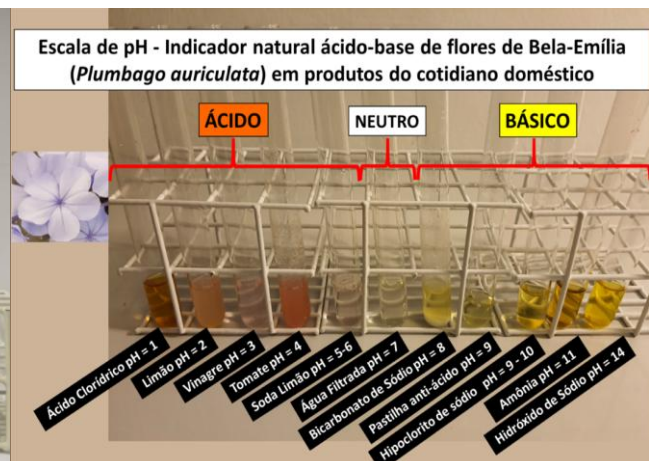 Escala de pH - Indicador natural ácido-base de flores de Bela-Emília
(Plumbago auriculata) em produtos do cotidiano doméstico
ÁCIDO
NEUTRO
BÁSICO
Ácido Clorídrico pH = 1
Limão pH = 2
Vinagre pH = 3
Tomate pH = 4
Soda Limão pH = 5-6
Água Filtrada pH = 7
Bicarbonato de Sódio pH = 8
Pastilha anti-ácido pH = 9
Hipoclorito de sódio pH = 9 - 10
Amônia pH = 11
Hidróxido de Sódio pH = 14